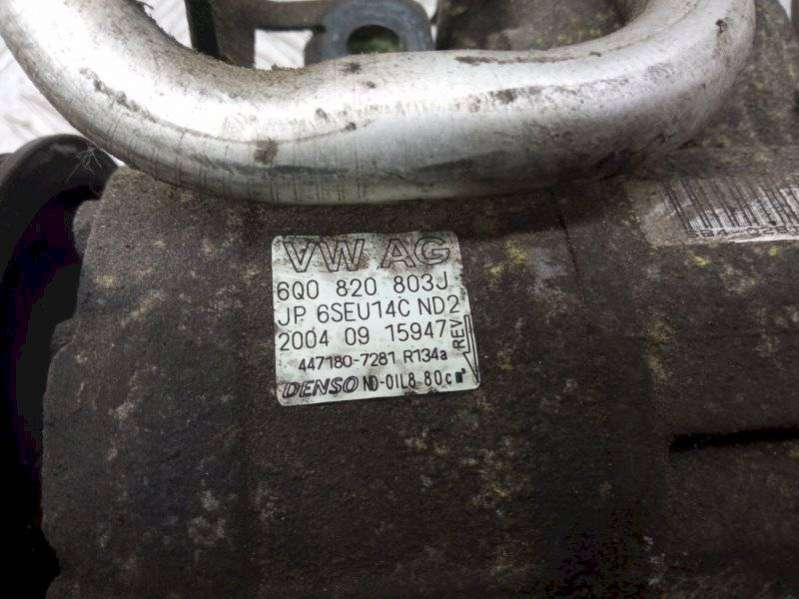 VW AG
6Q0 820 803J
JP 6SEU14C ND2
2004 09 15947
REV
447180-7281 R134a
DENSO ND-OIL8 80cm³